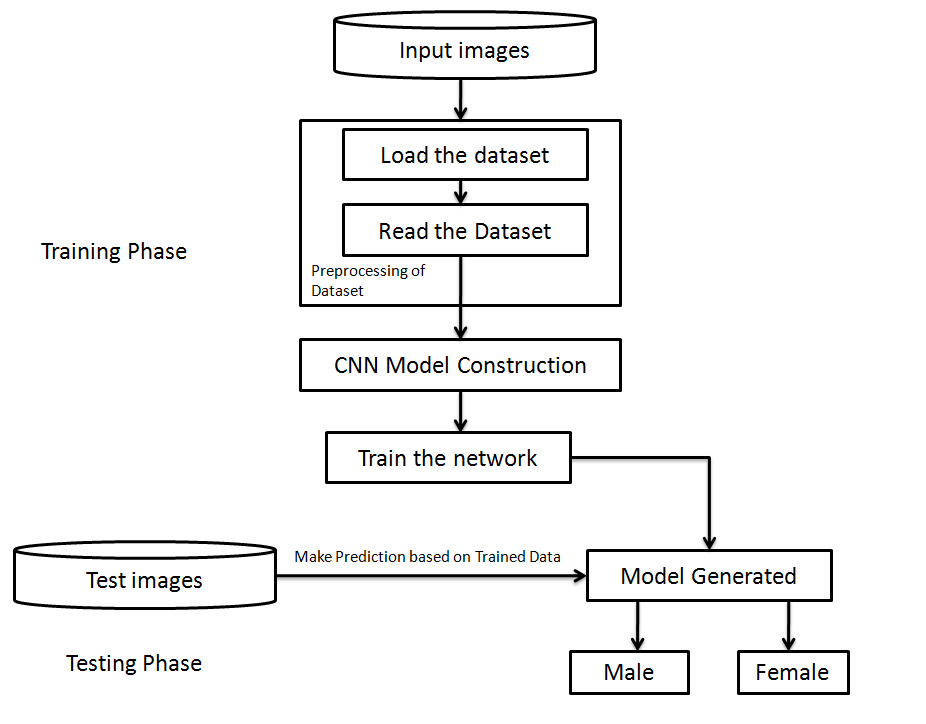 Input images
Load the dataset
Read the Dataset
Training Phase
Preprocessing of
Dataset
CNN Model Construction
Train the network
Make Prediction based on Trained Data
Test images
Model Generated
Testing Phase
Male
Female